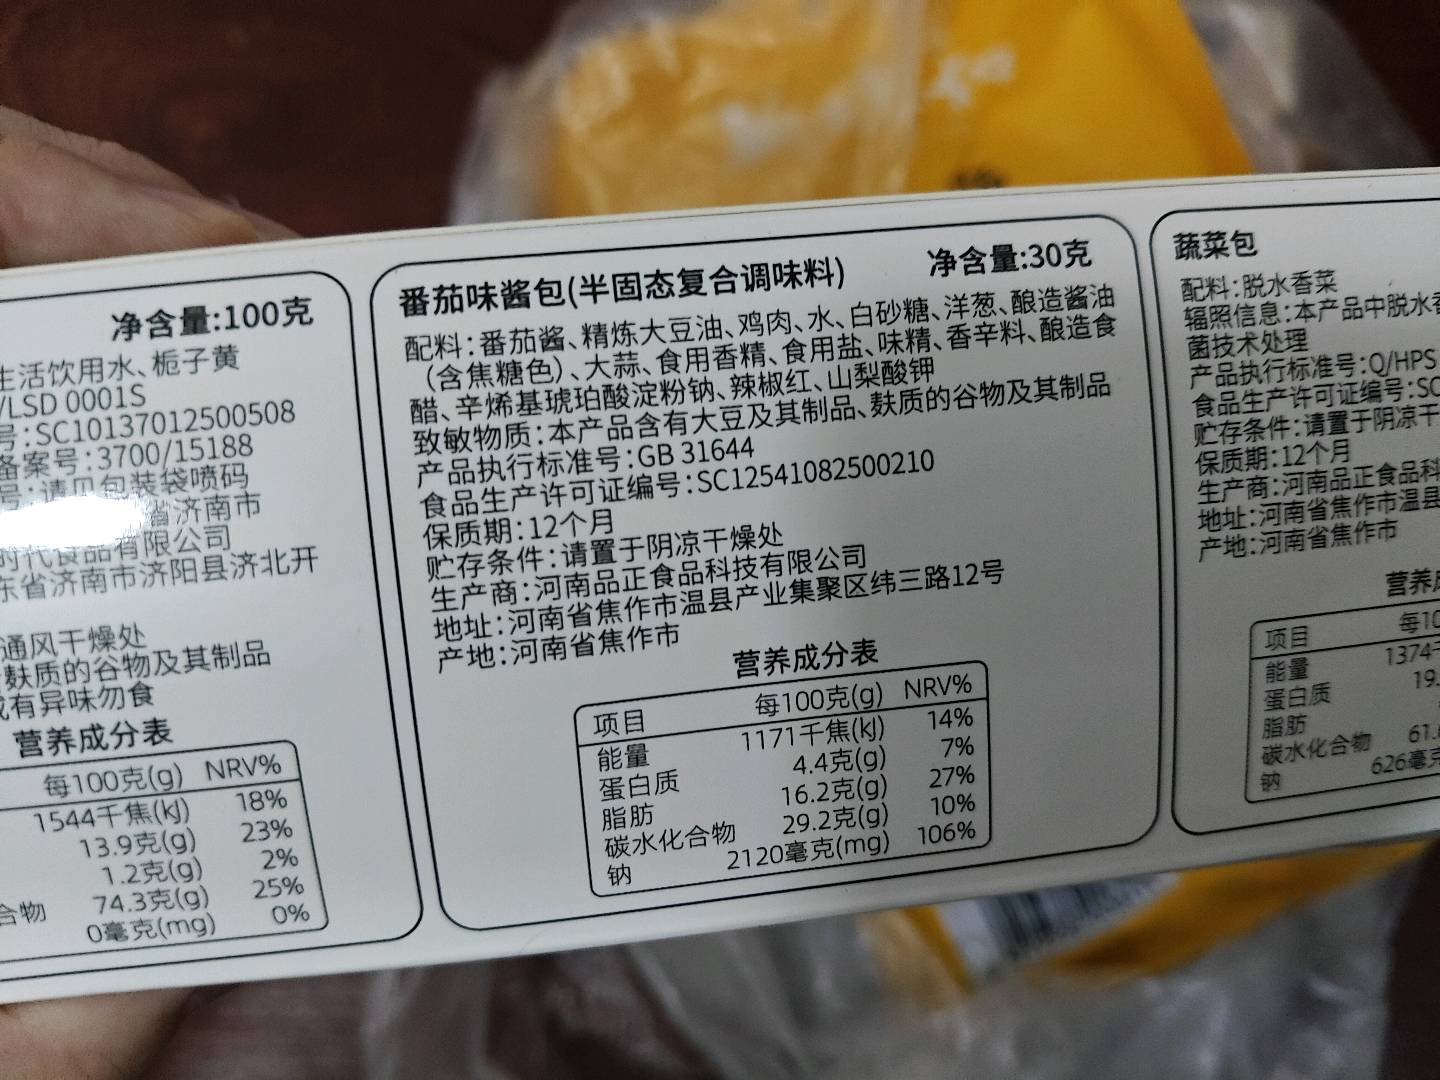 净含量:100克
生活饮用水、栀子黄
/LSD 0001S
号:SC10137012500508
备案号:3700/15188
号:请见包装袋喷码
省济南市
时代食品有限公司
东省济南市济阳县济北开
通风干燥处
麸质的谷物及其制品
或有异味勿食
营养成分表
每100克(g) NRV%
1544千焦(kJ) 18%
13.9克(g) 23%
1.2克(g) 2%
合物 74.3克(g) 25%
0毫克(mg) 0%
番茄味酱包(半固态复合调味料) 净含量:30克
配料:番茄酱、精炼大豆油、鸡肉、水、白砂糖、洋葱、酿造酱油
(含焦糖色)、大蒜、食用香精、食用盐、味精、香辛料、酿造食
醋、辛烯基琥珀酸淀粉钠、辣椒红、山梨酸钾
致敏物质:本产品含有大豆及其制品、麸质的谷物及其制品
产品执行标准号:GB 31644
食品生产许可证编号:SC12541082500210
保质期:12个月
贮存条件:请置于阴凉干燥处
生产商:河南品正食品科技有限公司
地址:河南省焦作市温县产业集聚区纬三路12号
产地:河南省焦作市
营养成分表
项目 每100克(g) NRV%
能量 1171千焦(kJ) 14%
蛋白质 4.4克(g) 7%
脂肪 16.2克(g) 27%
碳水化合物 29.2克(g) 10%
钠 2120毫克(mg) 106%
蔬菜包
配料:脱水香菜
辐照信息:本产品中脱水香
菌技术处理
产品执行标准号:Q/HPS
食品生产许可证编号:SC
贮存条件:请置于阴凉干
保质期:12个月
生产商:河南品正食品科
地址:河南省焦作市温县
产地:河南省焦作市
营养成
项目 每10
能量 1374千
蛋白质 19.
脂肪
碳水化合物 61.
钠 626毫克